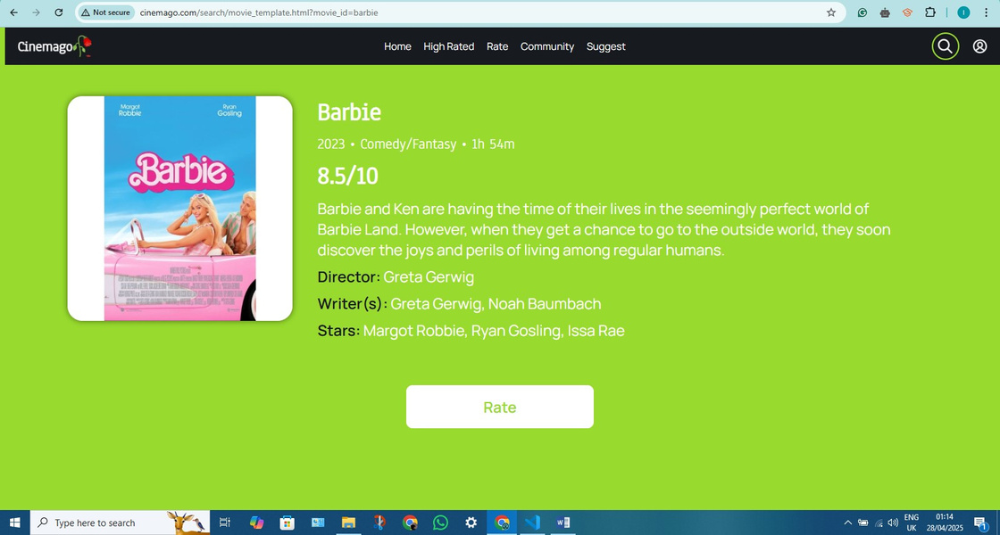 Not secure
cinemago.com/search/movie_template.html?movie_id=barbie
Cinemago
Home High Rated Rate Community Suggest
Margot Robbie
Ryan Gosling
Barbie
Barbie
2023 • Comedy/Fantasy • 1h 54m
8.5/10
Barbie and Ken are having the time of their lives in the seemingly perfect world of
Barbie Land. However, when they get a chance to go to the outside world, they soon
discover the joys and perils of living among regular humans.
Director: Greta Gerwig
Writer(s): Greta Gerwig, Noah Baumbach
Stars: Margot Robbie, Ryan Gosling, Issa Rae
Rate
Type here to search
ENG
UK
01:14
28/04/2025